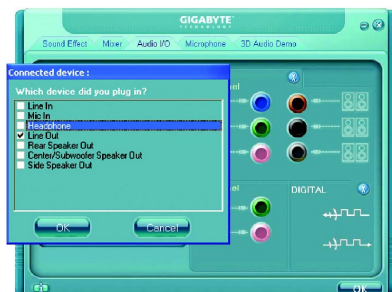 GIGABYTE
TECHNOLOGY
Sound Effect Mixer Audio I/O Microphone 3D Audio Demo
Connected device :
Which device did you plug in?
Line In
Mic In
Headphone
Line Out
Rear Speaker Out
Center/Subwoofer Speaker Out
Side Speaker Out
OK Cancel
DIGITAL
OK